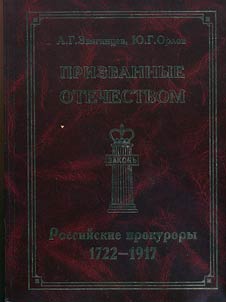 А.Г.Звягинцев, Ю.Г.Орлов
ПРИЗВАННЫЕ
ОТЕЧЕСТВОМ
ЗАКОНЪ
Российские прокуроры
1722–1917